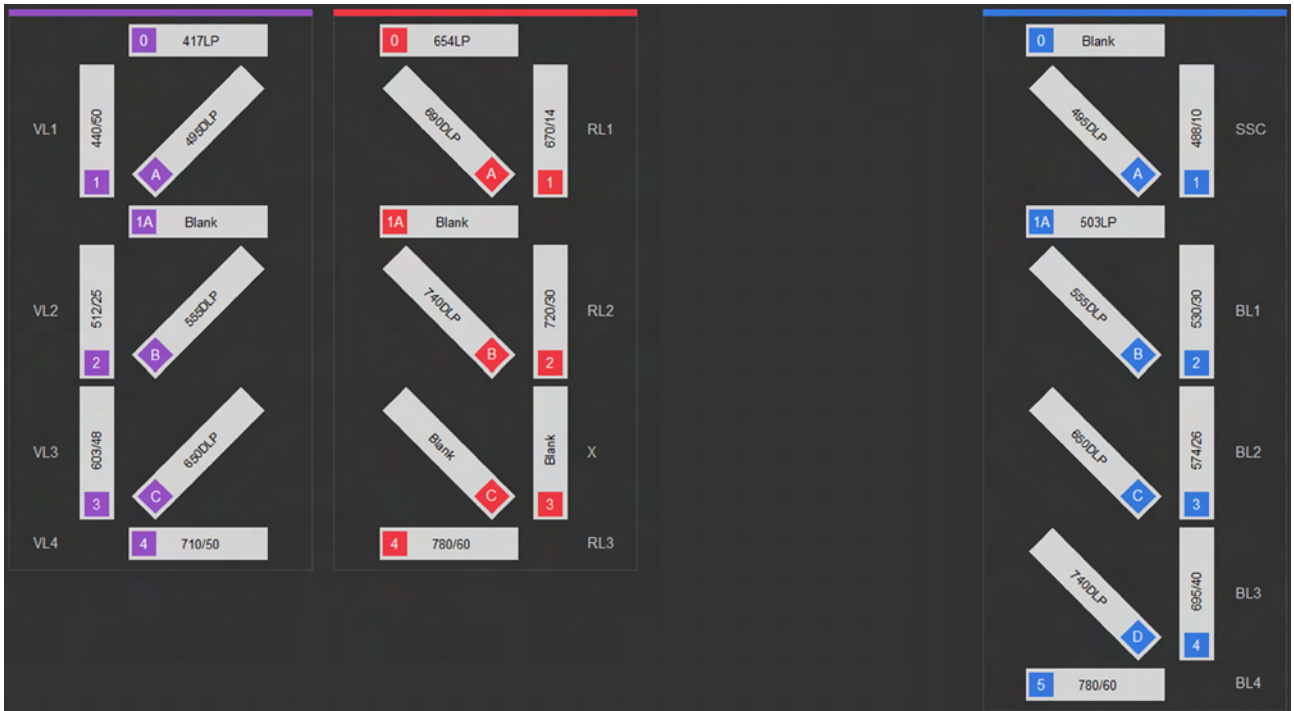 0 417LP
VL1 440/50 495DLP
1 A
1A Blank
VL2 512/25 555DLP
2 B
VL3 603/48 650DLP
3 C
VL4 4 710/50
0 654LP
690DLP 670/14 RL1
A 1
1A Blank
740DLP 720/30 RL2
B 2
Blank Blank X
C 3
4 780/60 RL3
0 Blank
495DLP 488/10 SSC
A 1
1A 503LP
555DLP 530/30 BL1
B 2
650DLP 574/26 BL2
C 3
740DLP 695/40 BL3
D 4
5 780/60 BL4